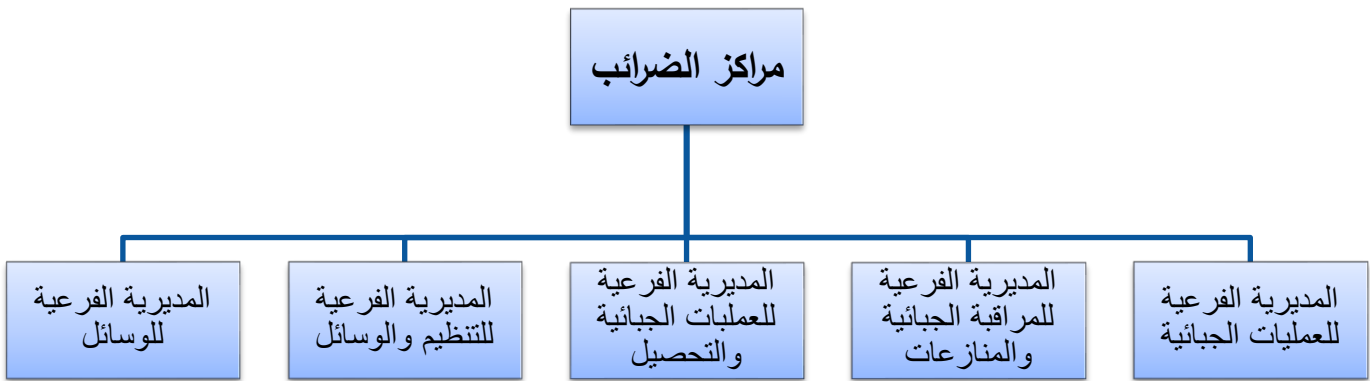 مراكز الضرائب
المديرية الفرعية
للعمليات الجبائية
المديرية الفرعية
للمراقبة الجبائية
والمنازعات
المديرية الفرعية
للعملبات الجبائية
والتحصيل
المديرية الفرعية
للتنظيم والوسائل
المديرية الفرعية
للوسائل